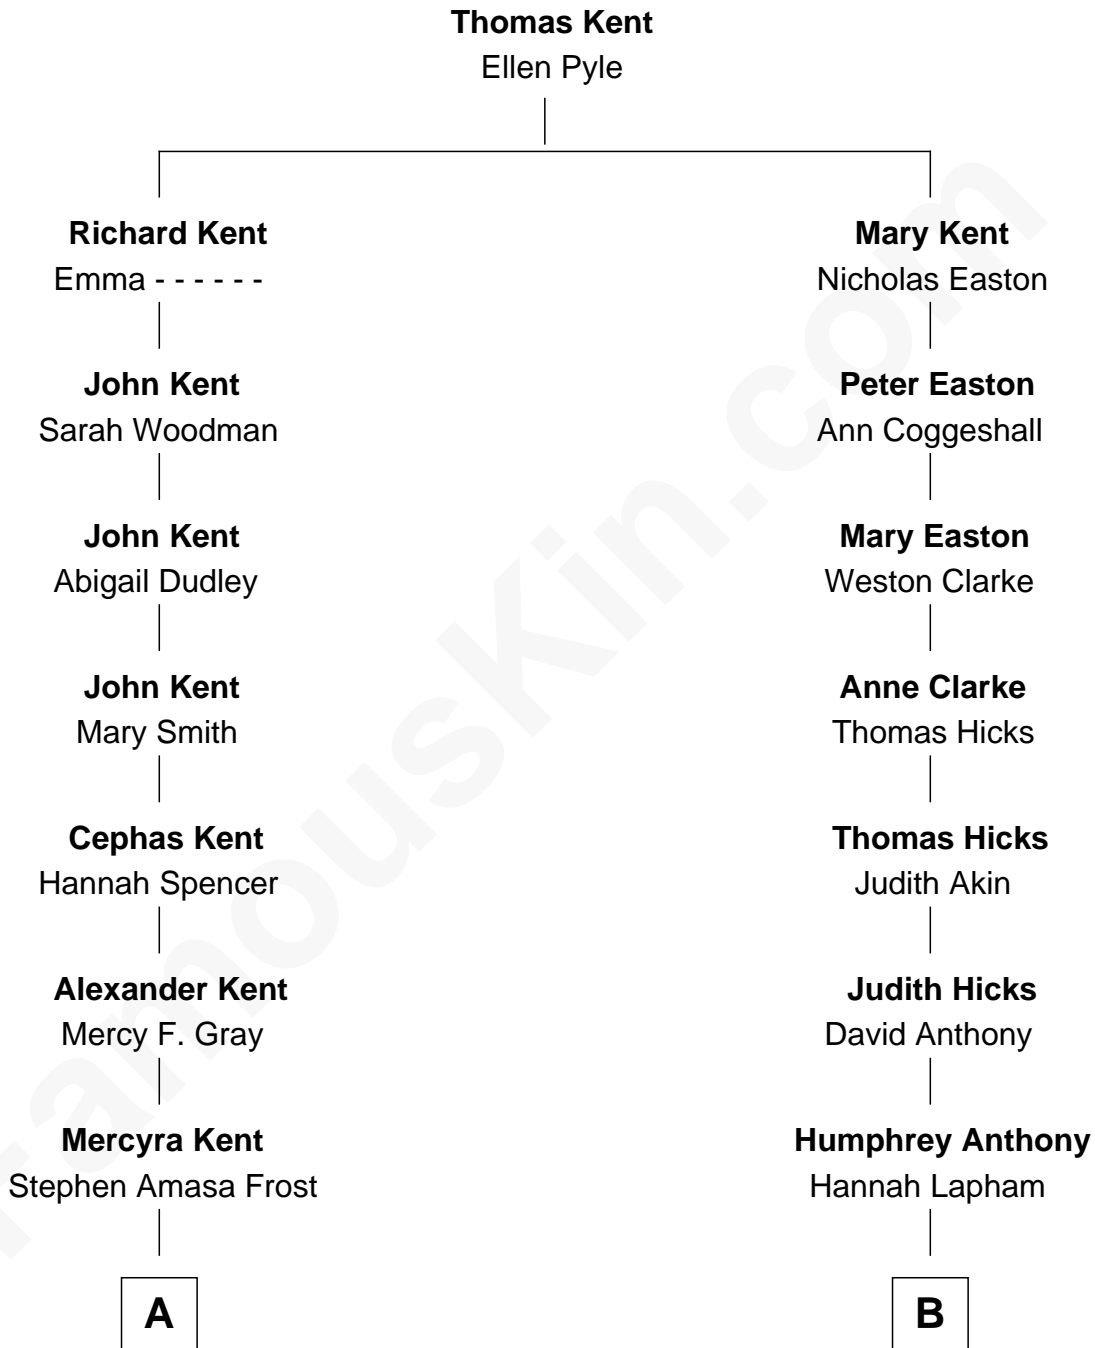 Thomas Kent
Ellen Pyle
Richard Kent
Emma - - - - - -
John Kent
Sarah Woodman
John Kent
Abigail Dudley
John Kent
Mary Smith
Cephas Kent
Hannah Spencer
Alexander Kent
Mercy F. Gray
Mercyra Kent
Stephen Amasa Frost
A
Mary Kent
Nicholas Easton
Peter Easton
Ann Coggeshall
Mary Easton
Weston Clarke
Anne Clarke
Thomas Hicks
Thomas Hicks
Judith Akin
Judith Hicks
David Anthony
Humphrey Anthony
Hannah Lapham
B
FamousKin.com